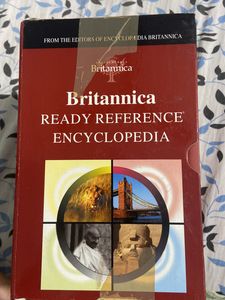 FROM THE EDITORS OF ENCYCLOPÆDIA BRITANNICA
Britannica
Britannica
READY REFERENCE
ENCYCLOPEDIA